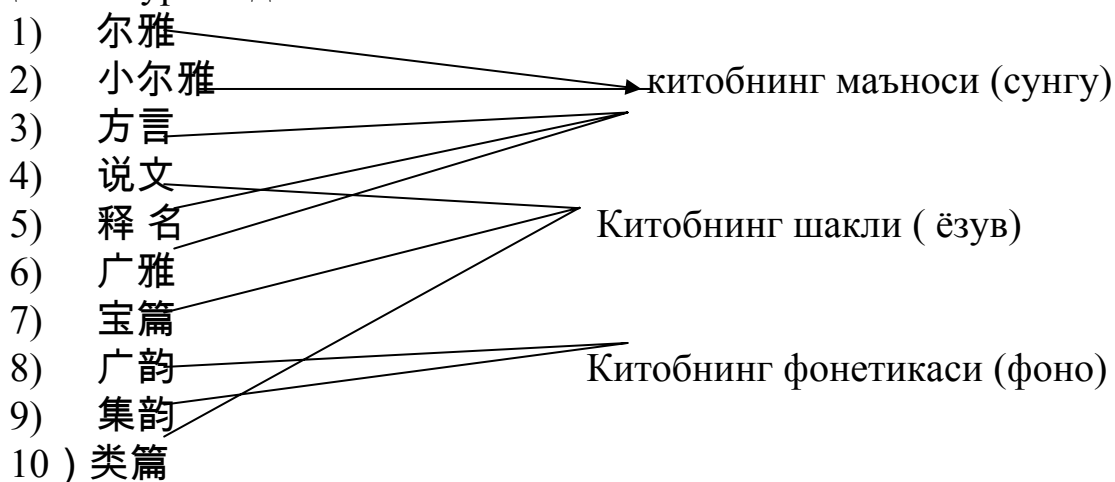 1) 尔雅
2) 小尔雅 китобнинг маъноси (сунгу)
3) 方言
4) 说文
5) 释 名 Китобнинг шакли ( ёзув)
6) 广雅
7) 宝篇
8) 广韵 Китобнинг фонетикаси (фоно)
9) 集韵
10 ) 类篇